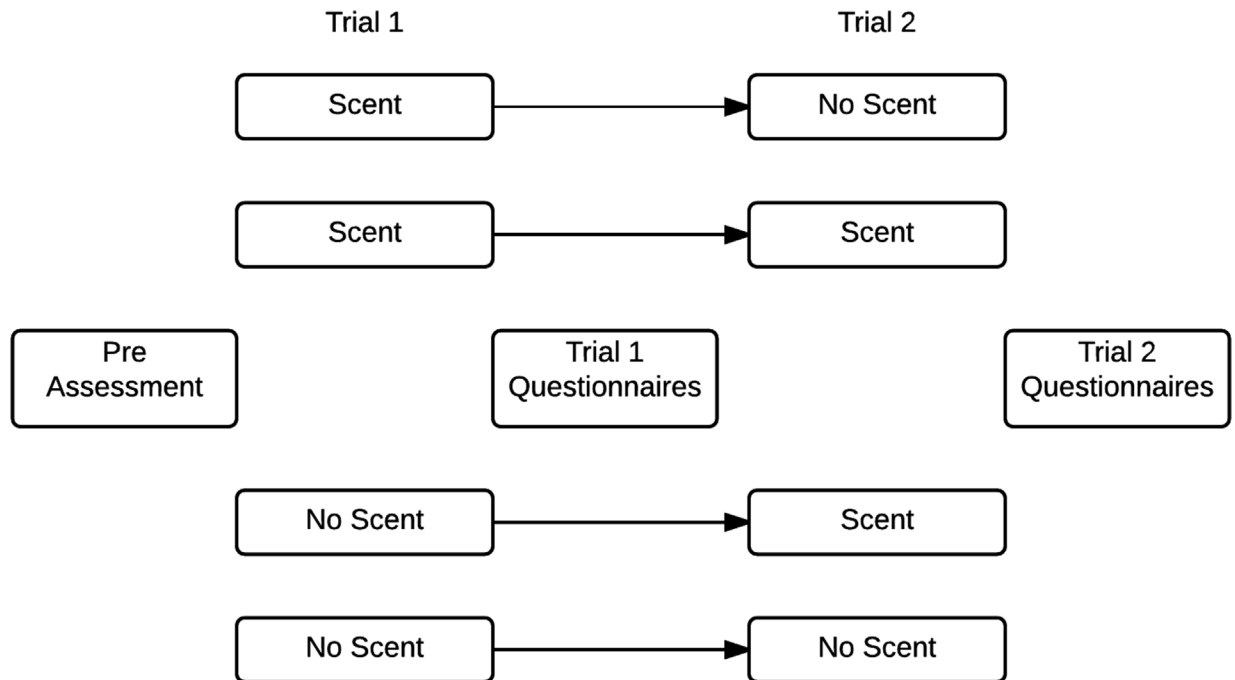 Trial 1
Trial 2
Scent
No Scent
Scent
Scent
Pre
Assessment
Trial 1
Questionnaires
Trial 2
Questionnaires
No Scent
Scent
No Scent
No Scent